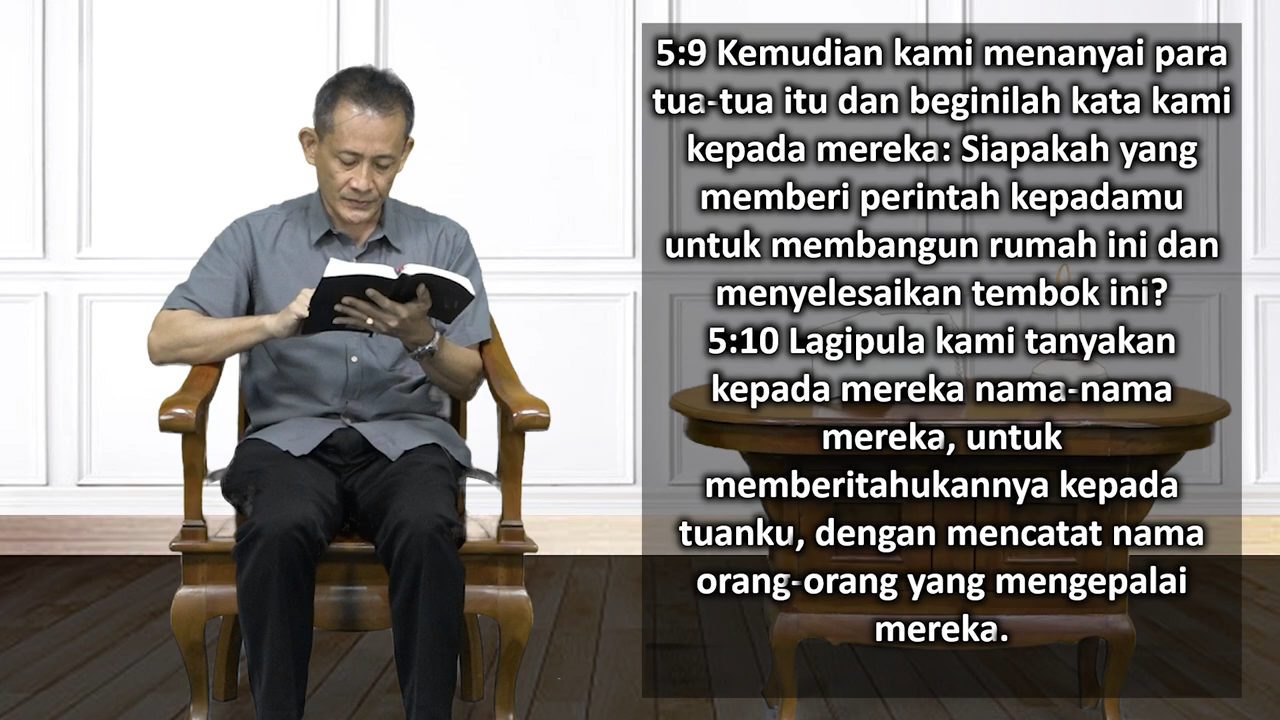 5:9 Kemudian kami menanyai para
tua-tua itu dan beginilah kata kami
kepada mereka: Siapakah yang
memberi perintah kepadamu
untuk membangun rumah ini dan
menyelesaikan tembok ini?
5:10 Lagipula kami tanyakan
kepada mereka nama-nama
mereka, untuk
memberitahukannya kepada
tuanku, dengan mencatat nama
orang-orang yang mengepalai
mereka.